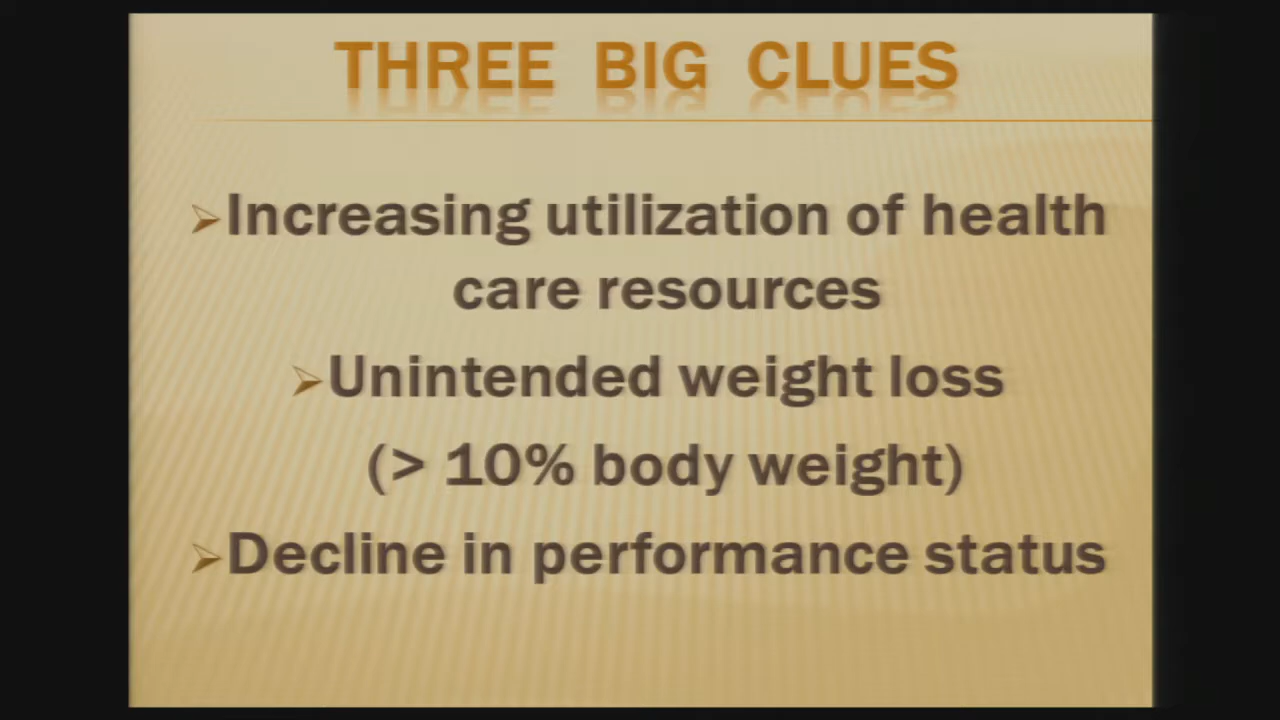 THREE BIG CLUES
Increasing utilization of health
care resources
Unintended weight loss
(> 10% body weight)
Decline in performance status